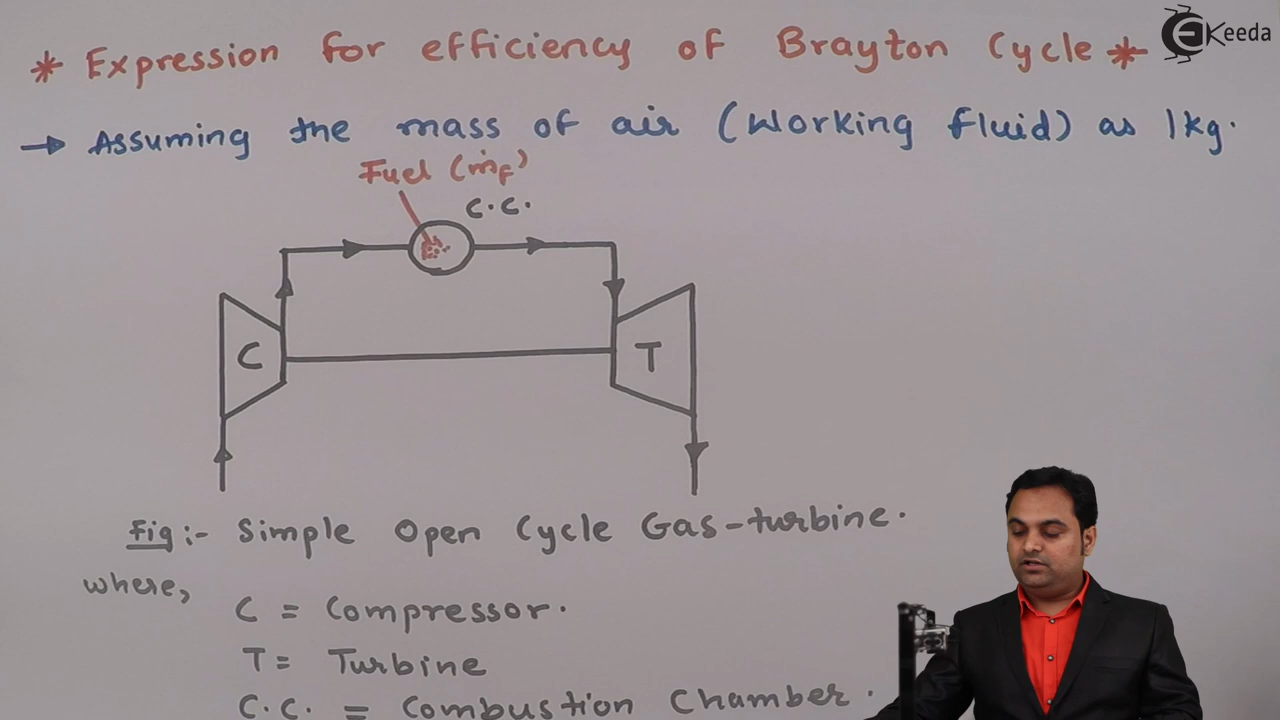 * Expression for efficiency of Brayton Cycle *
EKeeda
→ Assuming the mass of air (Working fluid) as 1kg.
Fuel (ṁF)
C.C.
C
T
Fig:- Simple Open Cycle Gas-turbine.
where,
C = Compressor.
T = Turbine
C.C. = Combustion Chamber.